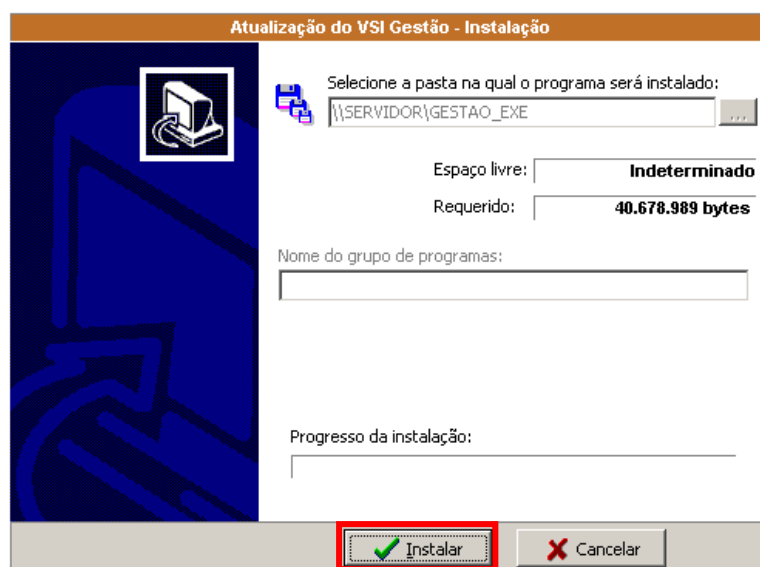 Atualização do VSI Gestão - Instalação
Selecione a pasta na qual o programa será instalado:
\\SERVIDOR\GESTAO_EXE
...
Espaço livre: Indeterminado
Requerido: 40.678.989 bytes
Nome do grupo de programas:
Progresso da instalação:
Instalar Cancelar